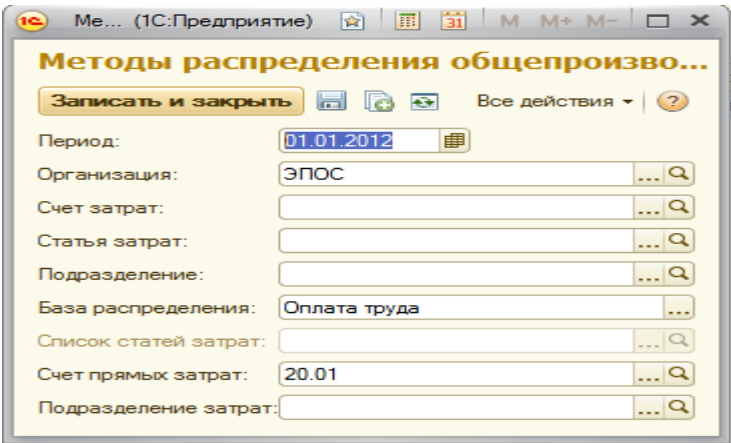 Ме... (1С:Предприятие) 31 M M+ M-
Методы распределения общепроизво...
Записать и закрыть Все действия ?
Период: 01.01.2012
Организация: ЭПОС ...
Счет затрат: ...
Статья затрат: ...
Подразделение: ...
База распределения: Оплата труда ...
Список статей затрат: ...
Счет прямых затрат: 20.01 ...
Подразделение затрат: ...